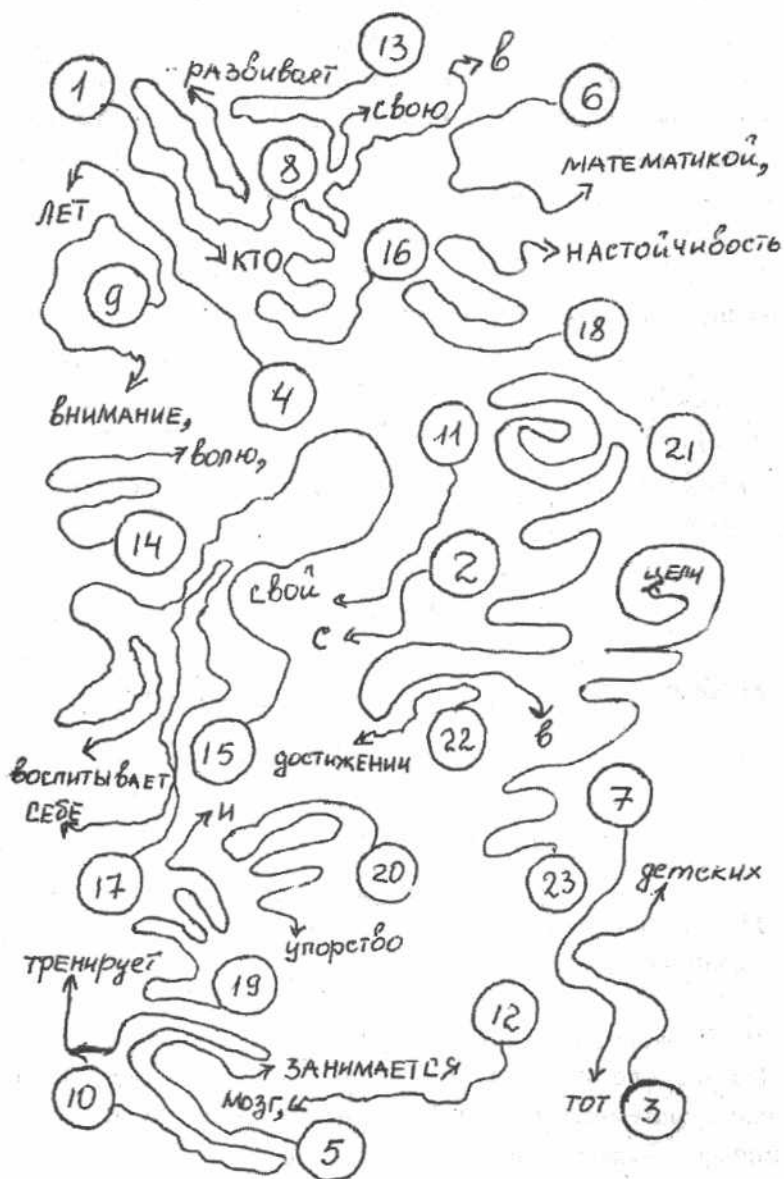 13
в
развивает
1
6
свою
8
МАТЕМАТИКОЙ,
ЛЕТ
КТО
16
НАСТОЙЧИВОСТЬ
9
18
4
ВНИМАНИЕ,
11
21
волю,
14
2
свой
цели
с
15
22
в
достижении
воспитывает
СЕБЕ
7
и
17
20
23
детских
упорство
тренирует
19
12
ЗАНИМАЕТСЯ
10
МОЗГ,
ТОТ
3
5